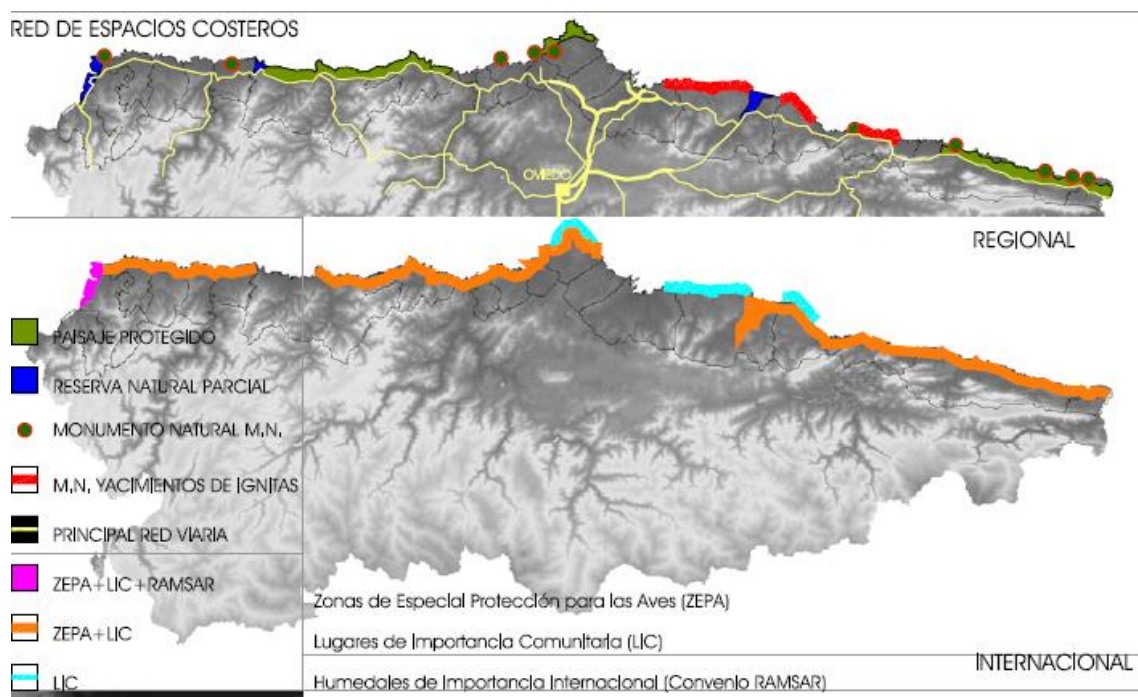 RED DE ESPACIOS COSTEROS
OVIEDO
REGIONAL
PAISAJE PROTEGIDO
RESERVA NATURAL PARCIAL
MONUMENTO NATURAL M.N.
M.N. YACIMIENTOS DE IGNITAS
PRINCIPAL RED VIARIA
ZEPA+LIC+RAMSAR
ZEPA+LIC
LIC
Zonas de Especial Protección para las Aves (ZEPA)
Lugares de Importancia Comunitaria (LIC)
INTERNACIONAL
Humedales de Importancia Internacional (Convenio RAMSAR)